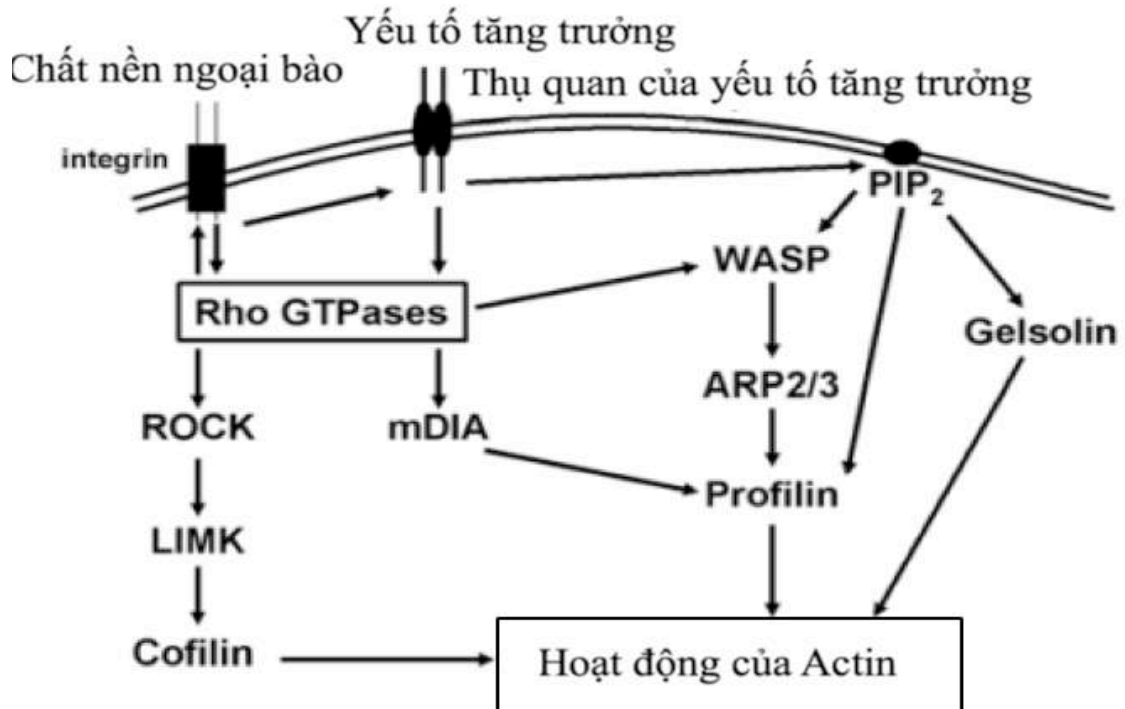 Yếu tố tăng trưởng
Chất nền ngoại bào
Thụ quan của yếu tố tăng trưởng
integrin
PIP2
WASP
Rho GTPases
Gelsolin
ARP2/3
ROCK
mDIA
Profilin
LIMK
Cofilin
Hoạt động của Actin